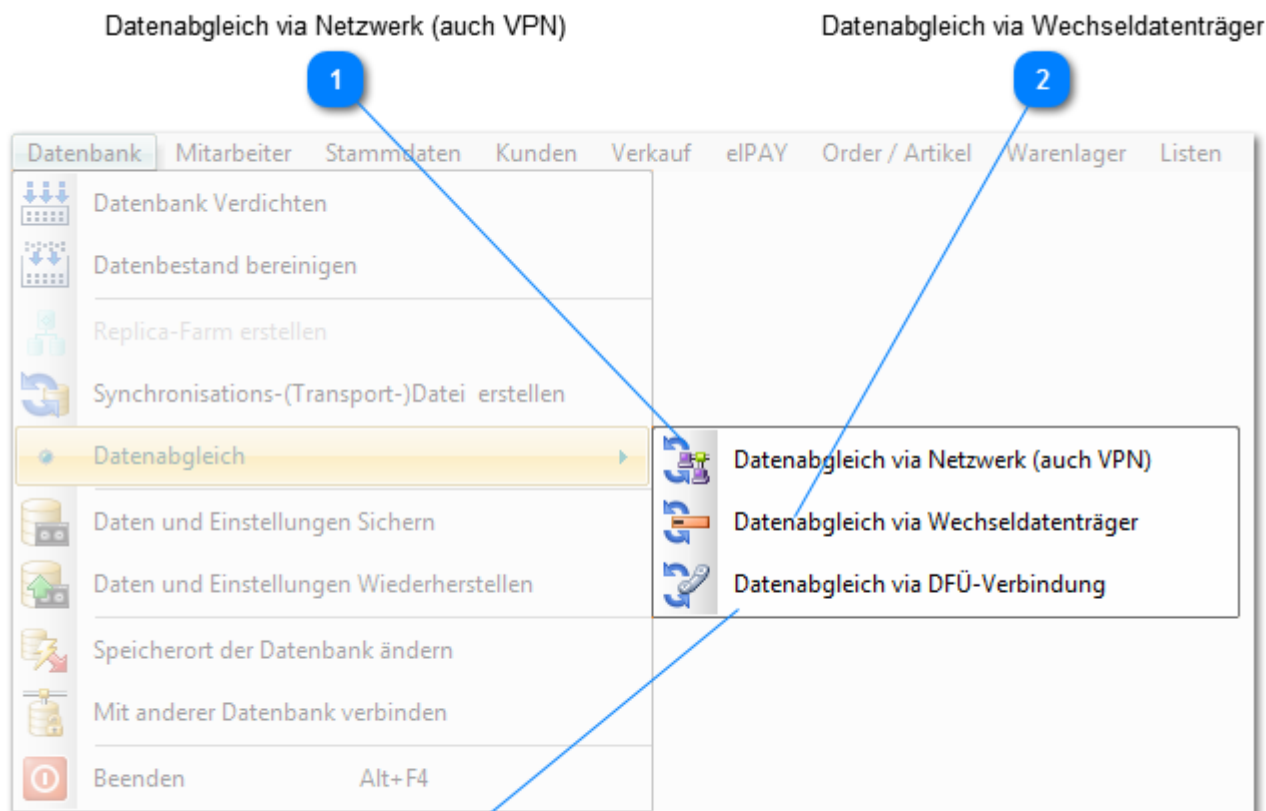 Datenabgleich via Netzwerk (auch VPN)
Datenabgleich via Wechseldatenträger
1
2
Datenbank Mitarbeiter Stammdaten Kunden Verkauf elPAY Order / Artikel Warenlager Listen
Datenbank Verdichten
Datenbestand bereinigen
Replica-Farm erstellen
Synchronisations-(Transport-)Datei erstellen
Datenabgleich
Datenabgleich via Netzwerk (auch VPN)
Datenabgleich via Wechseldatenträger
Datenabgleich via DFÜ-Verbindung
Daten und Einstellungen Sichern
Daten und Einstellungen Wiederherstellen
Speicherort der Datenbank ändern
Mit anderer Datenbank verbinden
Beenden Alt+F4